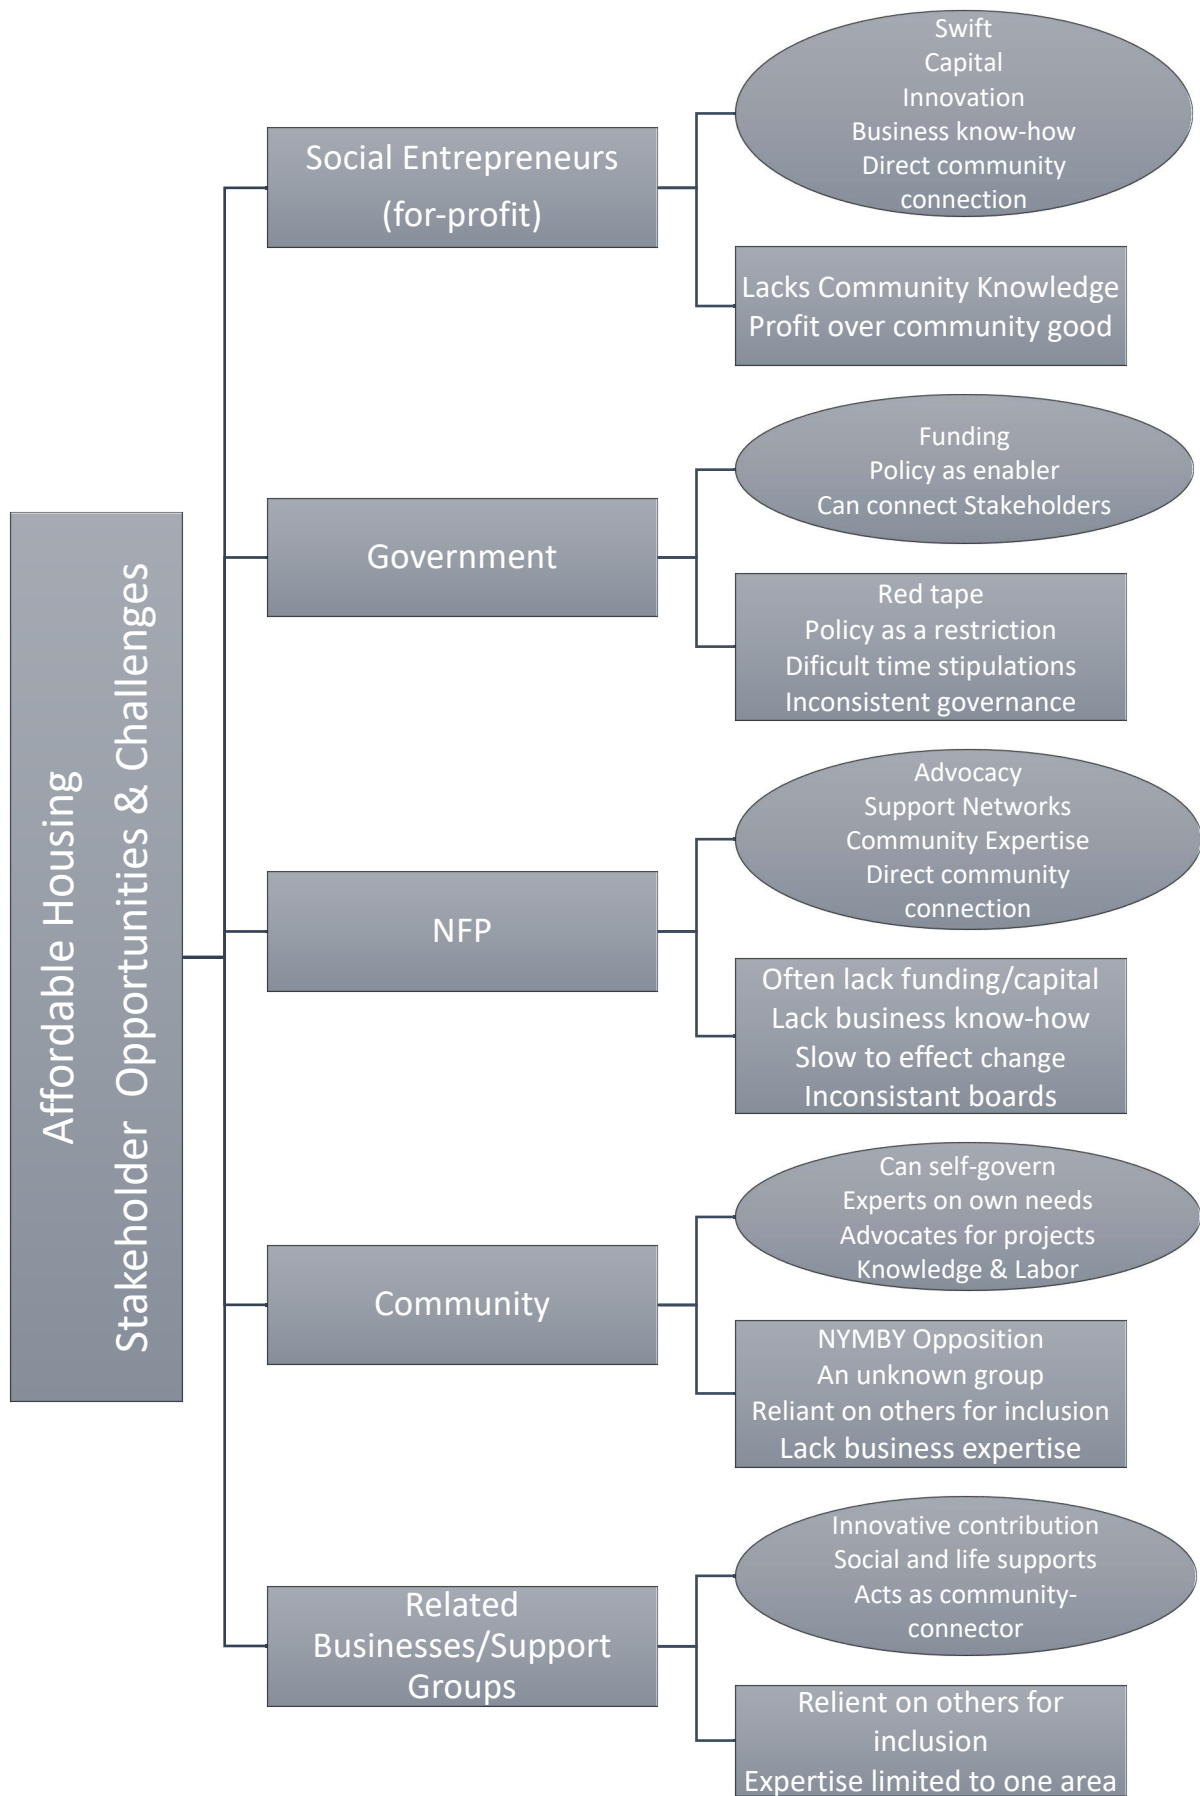 Affordable Housing
Stakeholder Opportunities & Challenges
Social Entrepreneurs
(for-profit)
Swift
Capital
Innovation
Business know-how
Direct community
connection
Lacks Community Knowledge
Profit over community good
Government
Funding
Policy as enabler
Can connect Stakeholders
Red tape
Policy as a restriction
Dificult time stipulations
Inconsistent governance
NFP
Advocacy
Support Networks
Community Expertise
Direct community
connection
Often lack funding/capital
Lack business know-how
Slow to effect change
Inconsistant boards
Community
Can self-govern
Experts on own needs
Advocates for projects
Knowledge & Labor
NYMBY Opposition
An unknown group
Reliant on others for inclusion
Lack business expertise
Related
Businesses/Support
Groups
Innovative contribution
Social and life supports
Acts as community-
connector
Relient on others for
inclusion
Expertise limited to one area